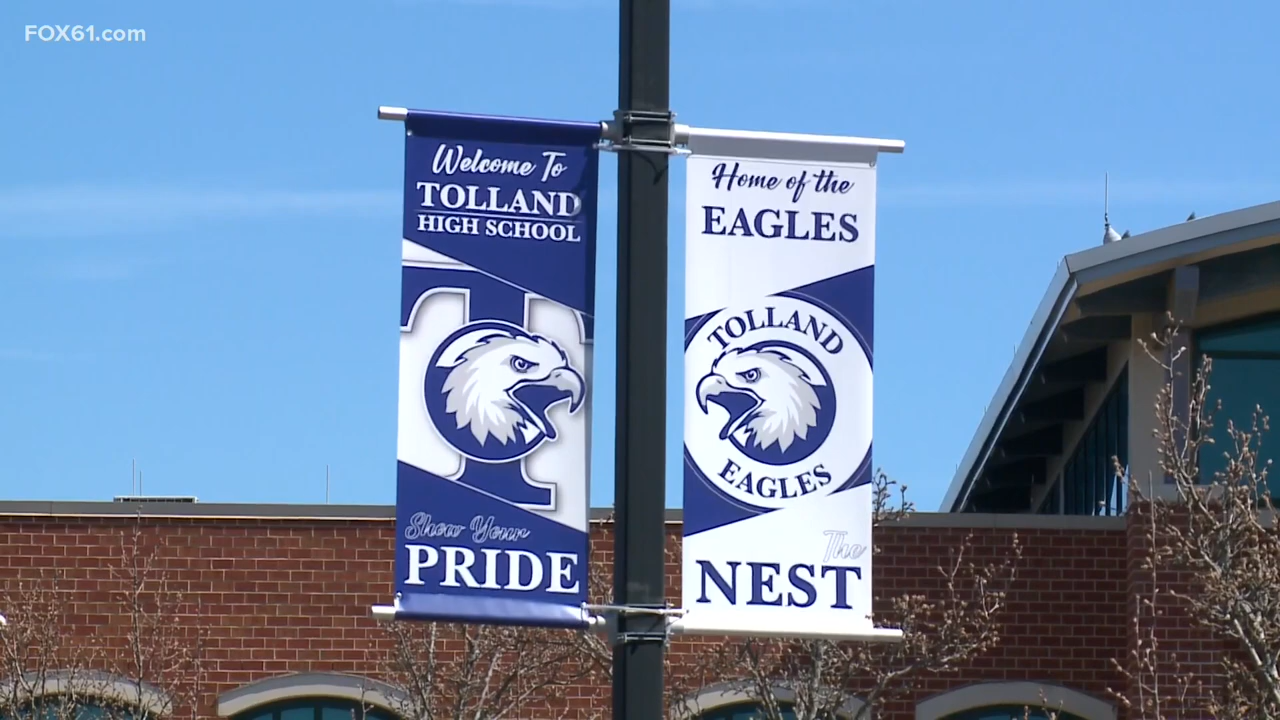 FOX61.com
Welcome To
TOLLAND
HIGH SCHOOL
T
Show Your
PRIDE
Home of the
EAGLES
TOLLAND
EAGLES
The
NEST